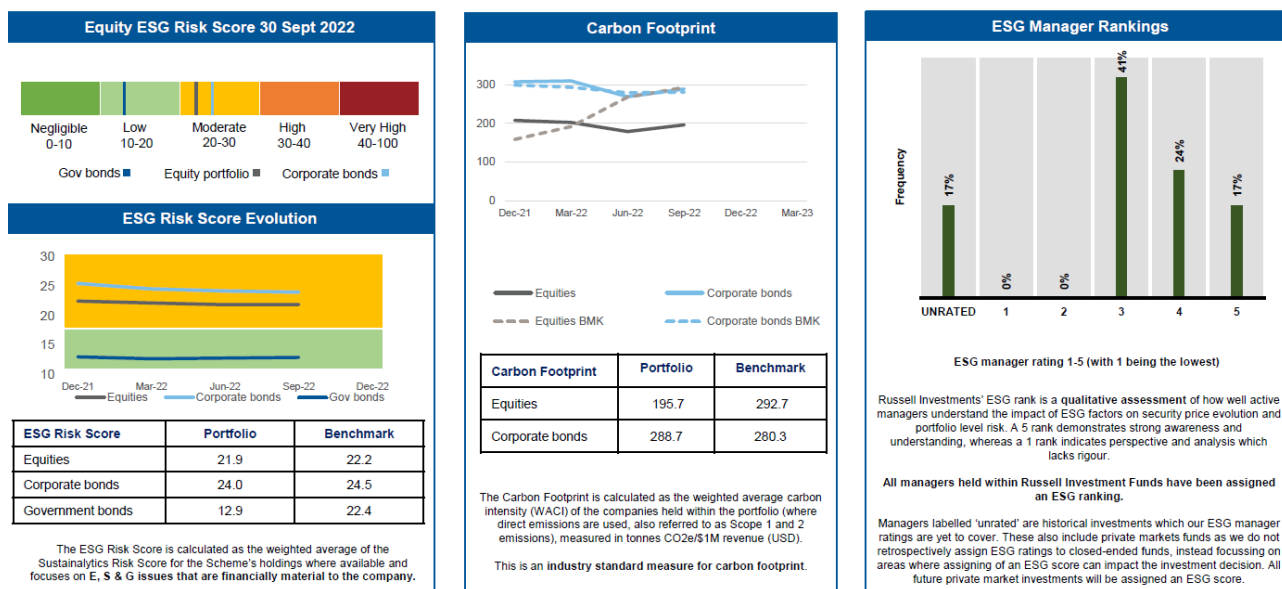 Equity ESG Risk Score 30 Sept 2022
Negligible
0-10
Low
10-20
Moderate
20-30
High
30-40
Very High
40-100
Gov bonds
Equity portfolio
Corporate bonds
ESG Risk Score Evolution
30
25
20
15
10
Dec-21
Mar-22
Jun-22
Sep-22
Dec-22
Equities
Corporate bonds
Gov bonds
ESG Risk Score Portfolio Benchmark
Equities 21.9 22.2
Corporate bonds 24.0 24.5
Government bonds 12.9 22.4
The ESG Risk Score is calculated as the weighted average of the
Sustainalytics Risk Score for the Scheme's holdings where available and
focuses on E, S & G issues that are financially material to the company.
Carbon Footprint
300
200
100
0
Dec-21
Mar-22
Jun-22
Sep-22
Dec-22
Mar-23
Equities
Corporate bonds
Equities BMK
Corporate bonds BMK
Carbon Footprint Portfolio Benchmark
Equities 195.7 292.7
Corporate bonds 288.7 280.3
The Carbon Footprint is calculated as the weighted average carbon
intensity (WACI) of the companies held within the portfolio (where
direct emissions are used, also referred to as Scope 1 and 2
emissions), measured in tonnes CO2e/$1M revenue (USD).
This is an industry standard measure for carbon footprint.
ESG Manager Rankings
Frequency
17%
0%
0%
41%
24%
17%
UNRATED
1
2
3
4
5
ESG manager rating 1-5 (with 1 being the lowest)
Russell Investments' ESG rank is a qualitative assessment of how well active
managers understand the impact of ESG factors on security price evolution and
portfolio level risk. A 5 rank demonstrates strong awareness and
understanding, whereas a 1 rank indicates perspective and analysis which
lacks rigour.
All managers held within Russell Investment Funds have been assigned
an ESG ranking.
Managers labelled 'unrated' are historical investments which our ESG manager
ratings are yet to cover. These also include private markets funds as we do not
retrospectively assign ESG ratings to closed-ended funds, instead focussing on
areas where assigning of an ESG score can impact the investment decision. All
future private market investments will be assigned an ESG score.